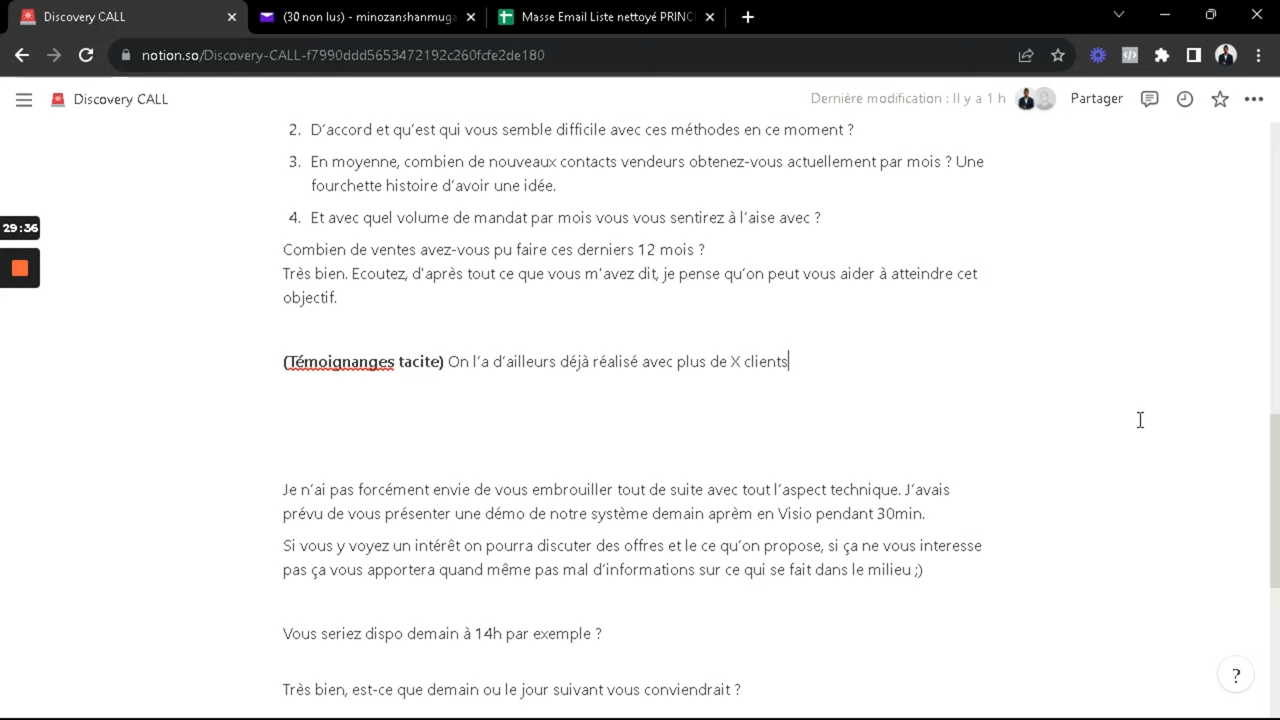 Discovery CALL
(30 non lus) - minozanshanmuga
Masse Email Liste nettoyé PRINC
notion.so/Discovery-CALL-f7990ddd5653472192c260fcfe2de180
Discovery CALL
Dernière modification : Il y a 1 h
Partager
2. D'accord et qu'est qui vous semble difficile avec ces méthodes en ce moment ?
3. En moyenne, combien de nouveaux contacts vendeurs obtenez-vous actuellement par mois ? Une
fourchette histoire d'avoir une idée.
29:36
4. Et avec quel volume de mandat par mois vous vous sentirez à l'aise avec ?
Combien de ventes avez-vous pu faire ces derniers 12 mois ?
Très bien. Ecoutez, d'après tout ce que vous m'avez dit, je pense qu'on peut vous aider à atteindre cet
objectif.
(Témoignanges tacite) On l'a d'ailleurs déjà réalisé avec plus de X clients
Je n'ai pas forcément envie de vous embrouiller tout de suite avec tout l'aspect technique. J'avais
prévu de vous présenter une démo de notre système demain aprèm en Visio pendant 30min.
Si vous y voyez un intérêt on pourra discuter des offres et le ce qu'on propose, si ça ne vous interesse
pas ça vous apportera quand même pas mal d'informations sur ce qui se fait dans le milieu ;)
Vous seriez dispo demain à 14h par exemple ?
?
Très bien, est-ce que demain ou le jour suivant vous conviendrait ?